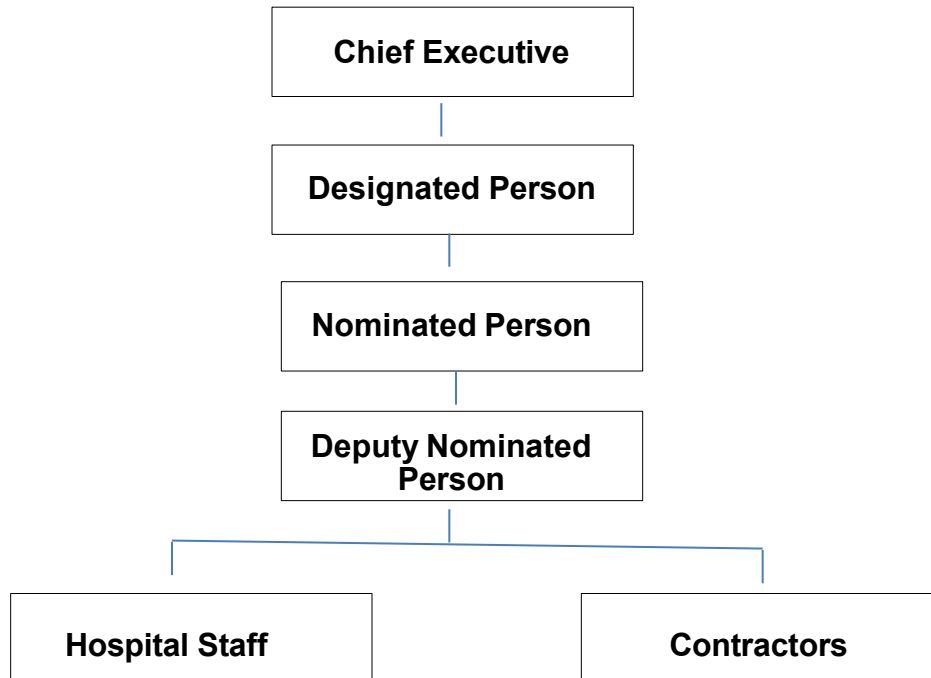 Chief Executive
Designated Person
Nominated Person
Deputy Nominated
Person
Hospital Staff
Contractors